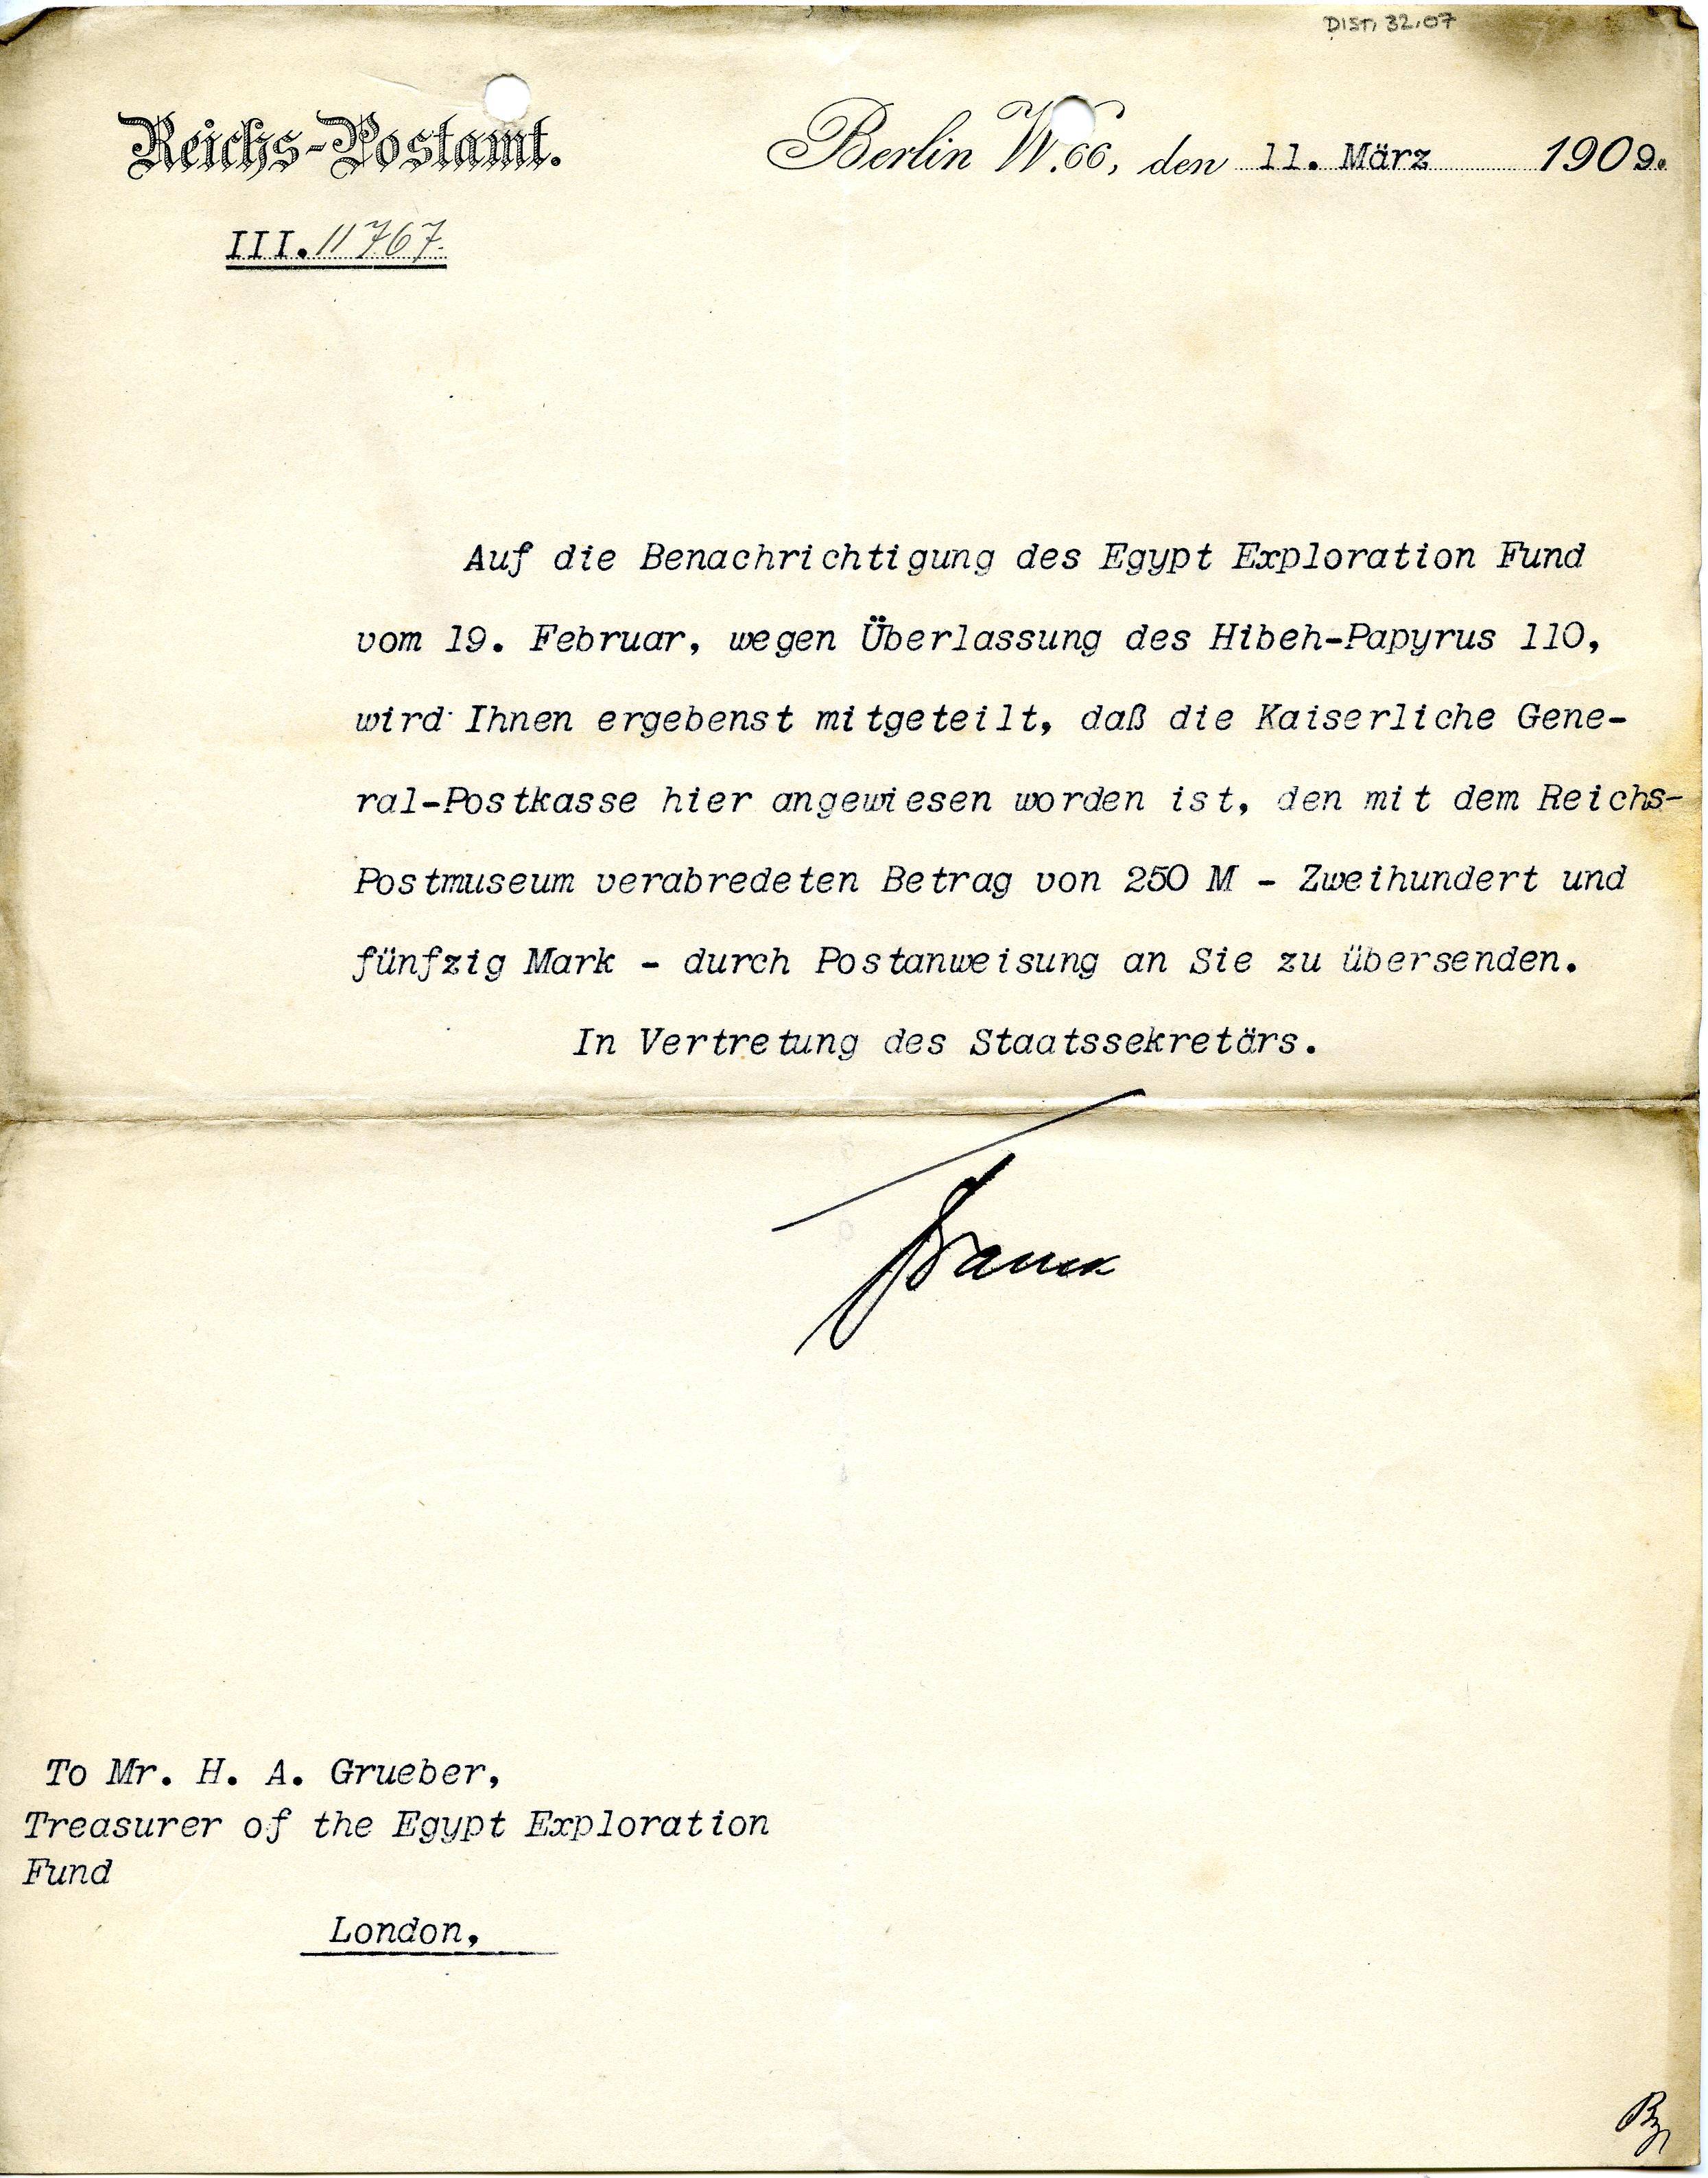 DIST. 32.07
Reichs-Postamt.
Berlin W.66, den 11. März 1909.
III. 11767.
Auf die Benachrichtigung des Egypt Exploration Fund
vom 19. Februar, wegen Überlassung des Hibeh-Papyrus 110,
wird Ihnen ergebenst mitgeteilt, daß die Kaiserliche Gene-
ral-Postkasse hier angewiesen worden ist, den mit dem Reichs-
Postmuseum verabredeten Betrag von 250 M - Zweihundert und
fünfzig Mark - durch Postanweisung an Sie zu übersenden.
In Vertretung des Staatssekretärs.
To Mr. H. A. Grueber,
Treasurer of the Egypt Exploration
Fund
London,